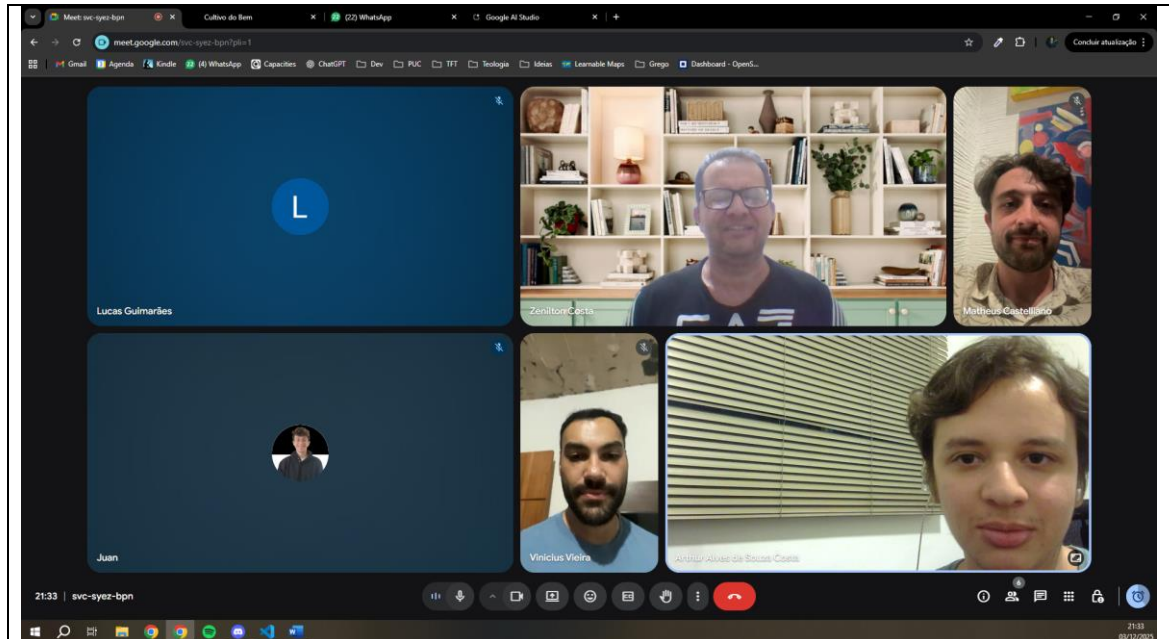 Meet: svc-syez-bpn
Cultivo do Bem
(22) WhatsApp
Google AI Studio
meet.google.com/svc-syez-bpn?pli=1
Concluir atualização
Gmail
Agenda
Kindle
(4) WhatsApp
Capacities
ChatGPT
Dev
PUC
TFT
Teologia
Ideias
Learnable Maps
Grego
Dashboard - OpenS...
L
Lucas Guimarães
Zenilton Costa
Matheus Castelliano
Juan
Vinicius Vieira
Arthur Alves de Souza Costa
21:33 | svc-syez-bpn
6
21:33
03/12/2025